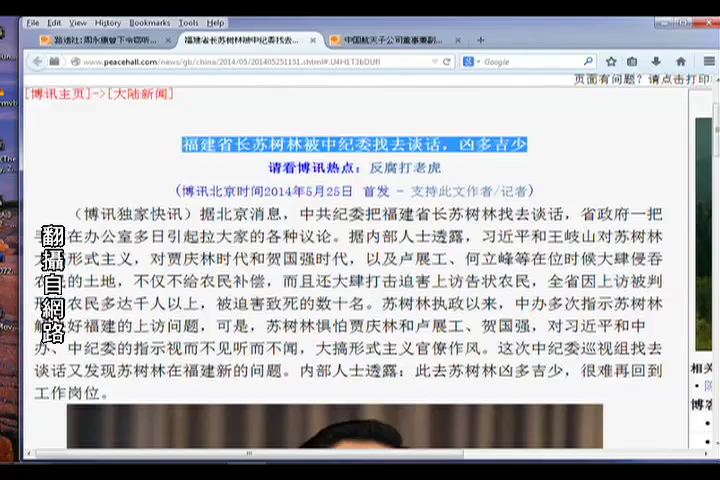 File Edit View History Bookmarks Tools Help
路透社:周永康曾下令窃听...
福建省长苏树林被中纪委找去...
中国航天子公司董事兼副...
www.peacehall.com/news/gb/china/2014/05/201405251151.shtml#.U4H1T3bDUfI
Google
页面有问题? 请点击打印
[博讯主页]->[大陆新闻]
福建省长苏树林被中纪委找去谈话，凶多吉少
请看博讯热点：反腐打老虎
(博讯北京时间2014年5月25日 首发 - 支持此文作者/记者)
（博讯独家快讯）据北京消息，中共纪委把福建省长苏树林找去谈话，省政府一把
手 在办公室多日引起拉大家的各种议论。据内部人士透露，习近平和王岐山对苏树林
形式主义，对贾庆林时代和贺国强时代，以及卢展工、何立峰等在位时候大肆侵吞
的土地，不仅不给农民补偿，而且还大肆打击迫害上访告状农民，全省因上访被判
农民多达千人以上，被迫害致死的数十名。苏树林执政以来，中办多次指示苏树林
好福建的上访问题，可是，苏树林惧怕贾庆林和卢展工、贺国强，对习近平和中
办、中纪委的指示视而不见听而不闻，大搞形式主义官僚作风。这次中纪委巡视组找去
谈话又发现苏树林在福建新的问题。内部人士透露：此去苏树林凶多吉少，很难再回到
工作岗位。
翻攝自網路
相关
博客